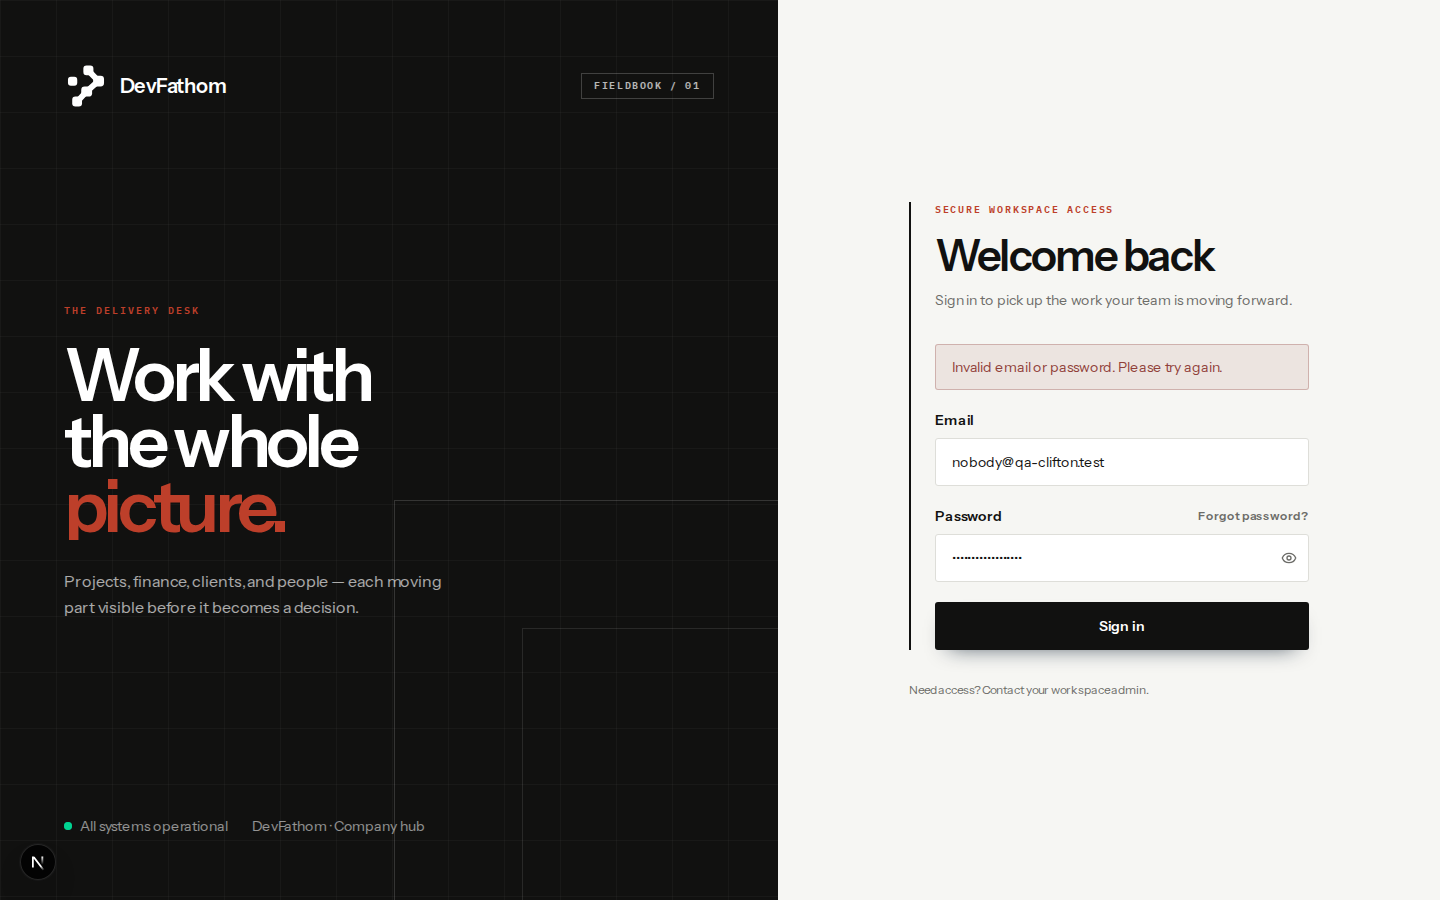 DevFathom
FIELDBOOK / 01
THE DELIVERY DESK
Work with
the whole
picture.
Projects, finance, clients, and people — each moving
part visible before it becomes a decision.
All systems operational
DevFathom · Company hub
N
SECURE WORKSPACE ACCESS
Welcome back
Sign in to pick up the work your team is moving forward.
Invalid email or password. Please try again.
Email
nobody@qa-clifton.test
Password
Forgot password?
Sign in
Need access? Contact your workspace admin.